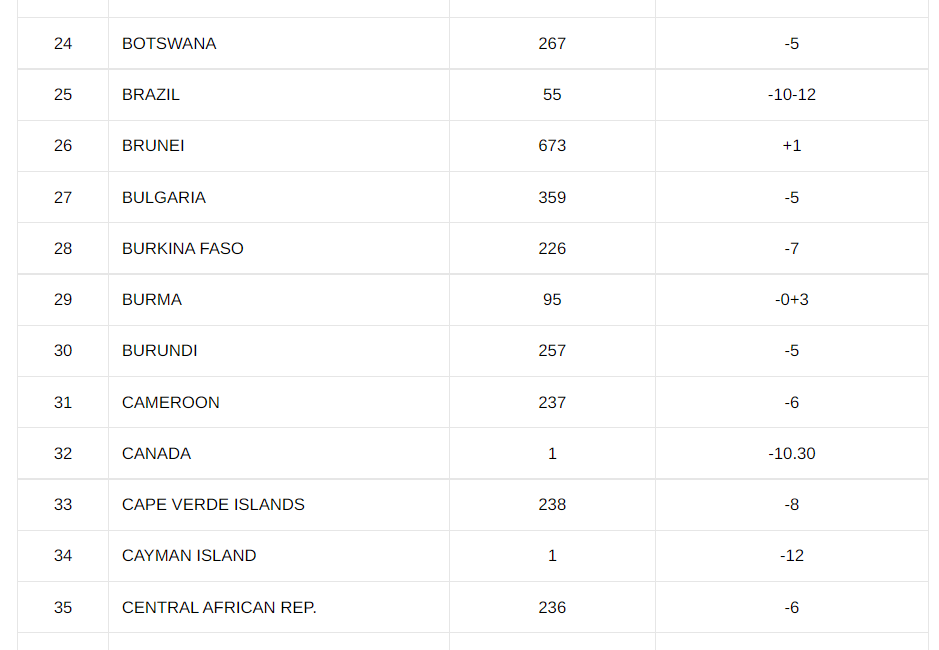 24 BOTSWANA 267 -5
25 BRAZIL 55 -10-12
26 BRUNEI 673 +1
27 BULGARIA 359 -5
28 BURKINA FASO 226 -7
29 BURMA 95 -0+3
30 BURUNDI 257 -5
31 CAMEROON 237 -6
32 CANADA 1 -10.30
33 CAPE VERDE ISLANDS 238 -8
34 CAYMAN ISLAND 1 -12
35 CENTRAL AFRICAN REP. 236 -6